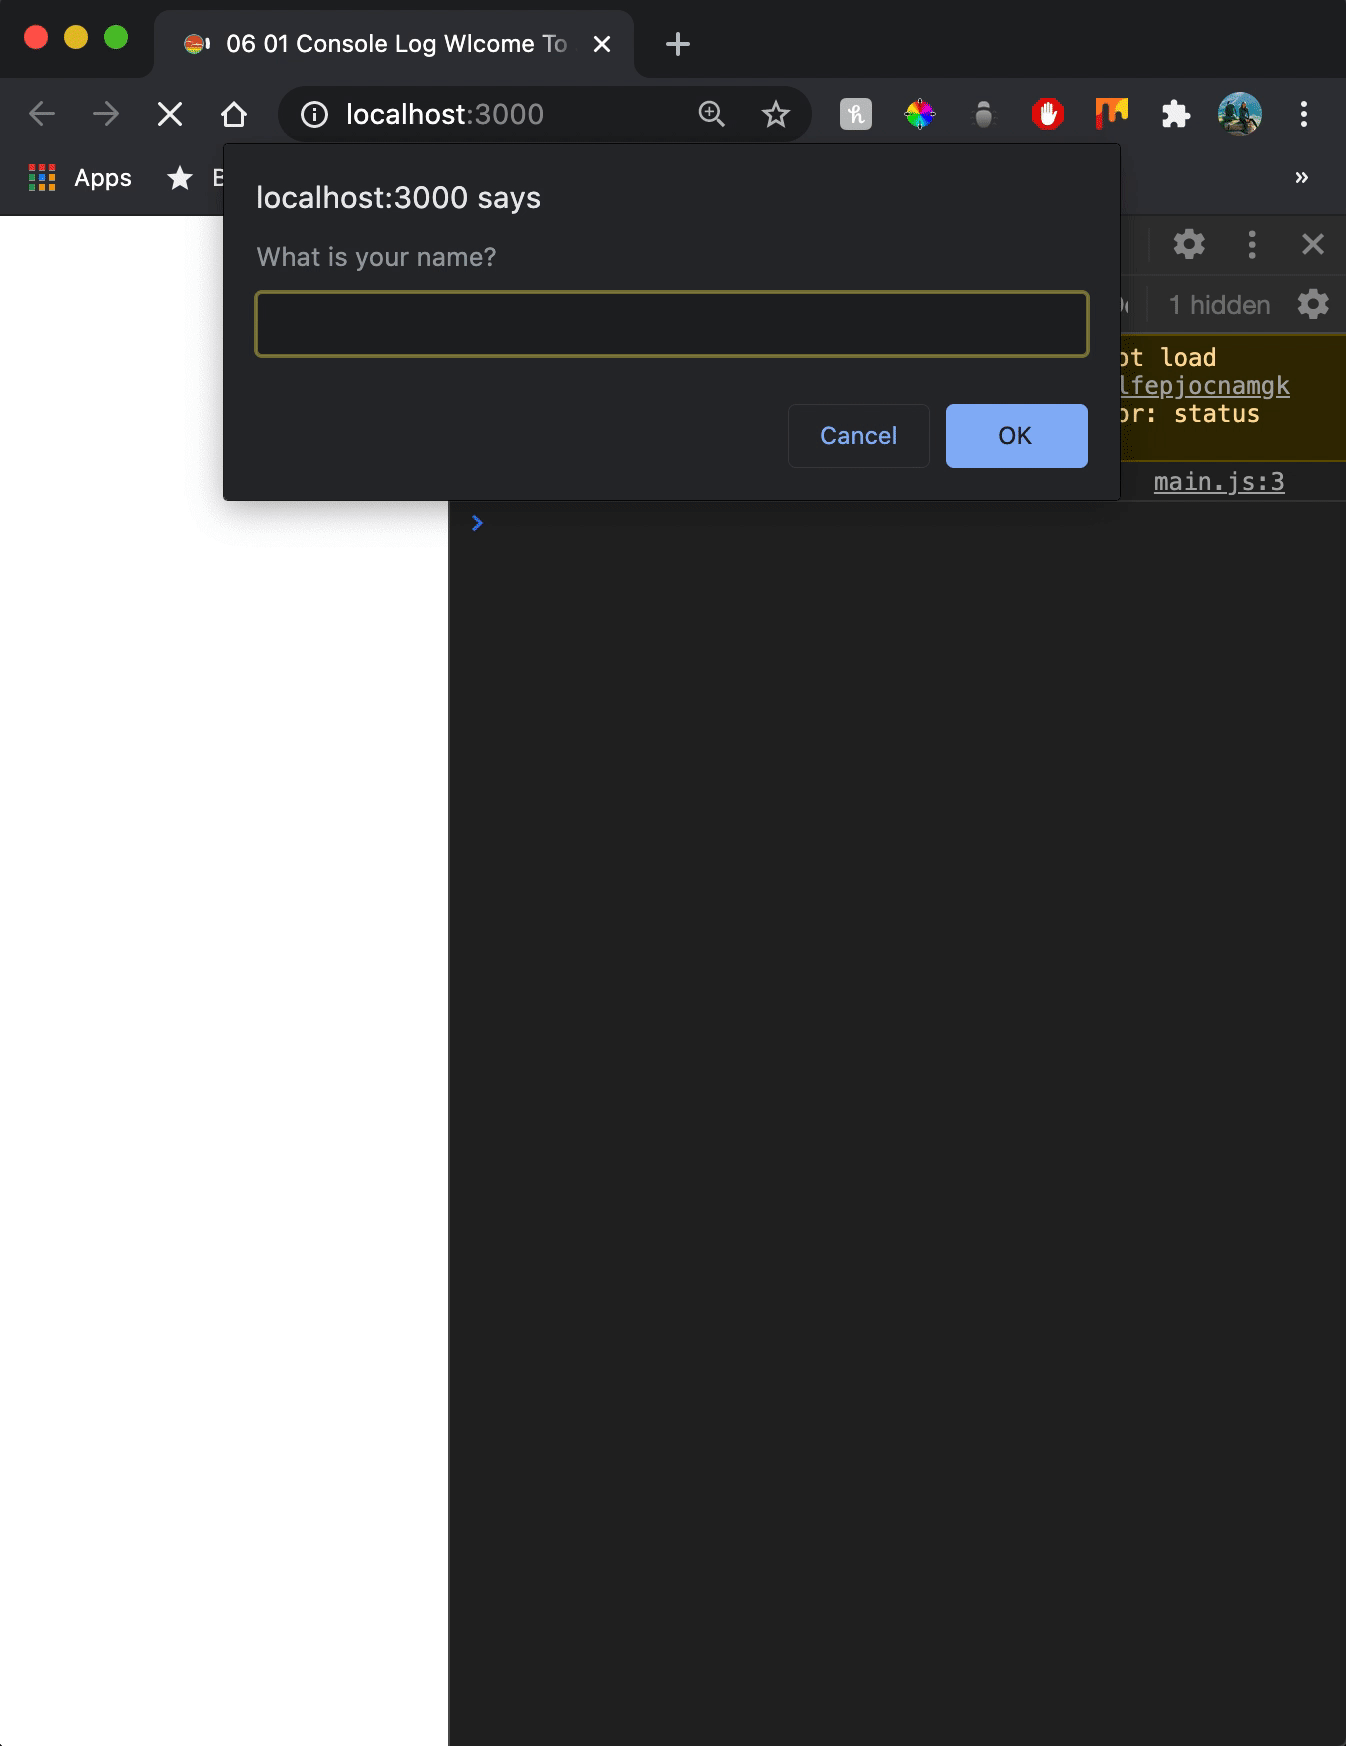 06 01 Console Log Wlcome To
localhost:3000
Apps
localhost:3000 says
What is your name?
Cancel
OK
1 hidden
ot load
lfepjocnamgk
or: status
main.js:3